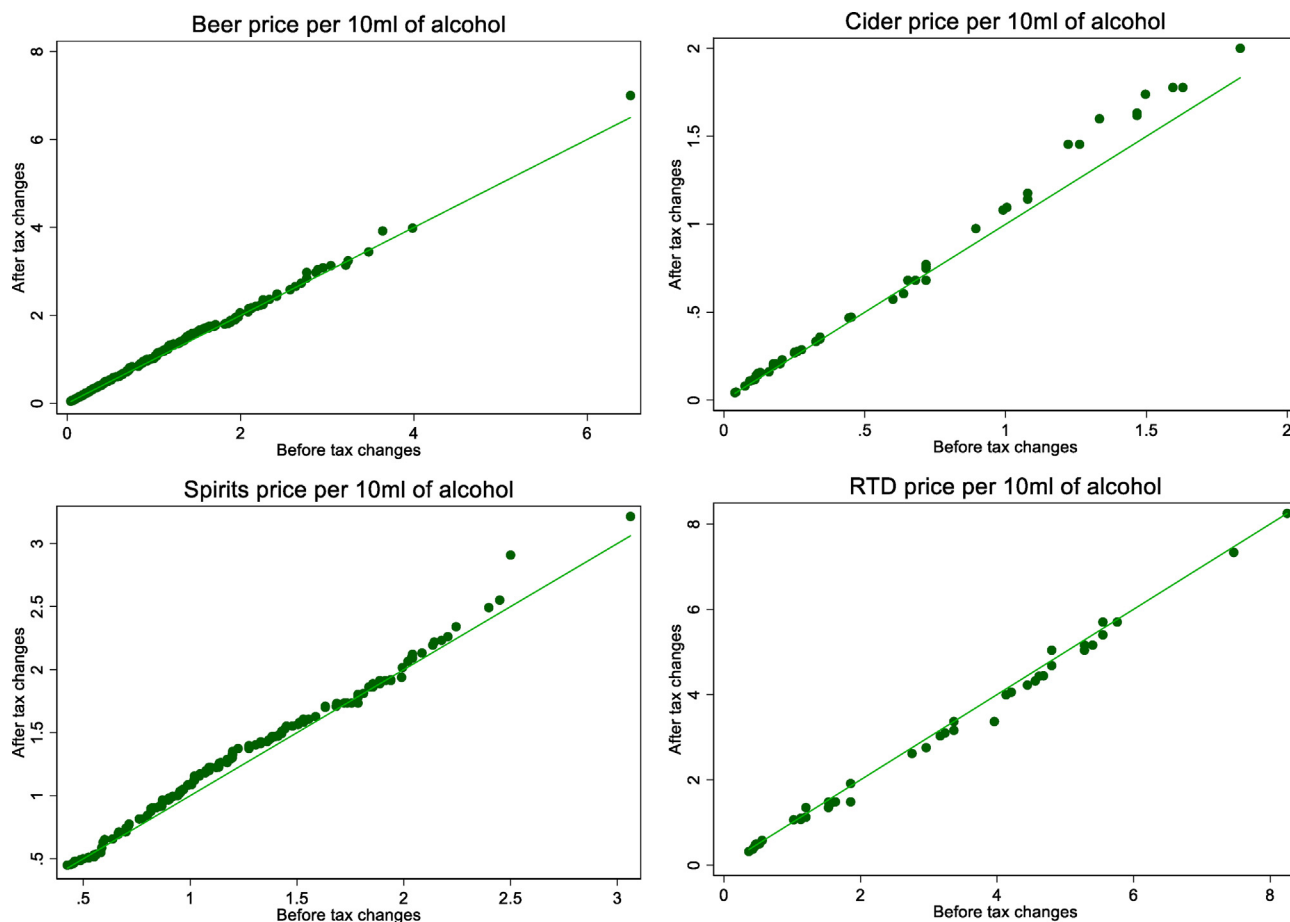 Beer price per 10ml of alcohol
After tax changes
8
6
4
2
0
0 2 4 6
Before tax changes
Cider price per 10ml of alcohol
After tax changes
2
1.5
1
.5
0
0 .5 1 1.5 2
Before tax changes
Spirits price per 10ml of alcohol
After tax changes
3
2.5
2
1.5
1
.5
.5 1 1.5 2 2.5 3
Before tax changes
RTD price per 10ml of alcohol
After tax changes
8
6
4
2
0
0 2 4 6 8
Before tax changes